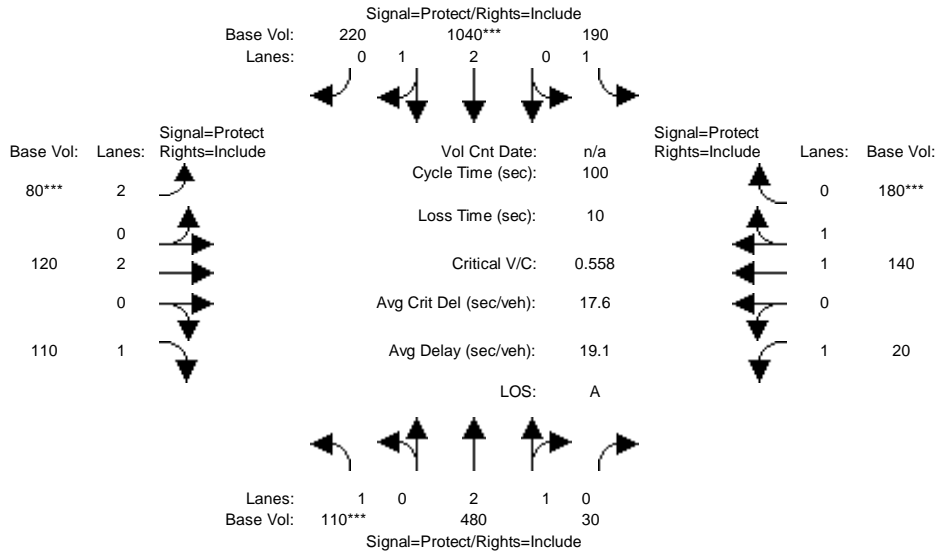 Signal=Protect/Rights=Include
Base Vol: 220 1040*** 190
Lanes: 0 1 2 0 1
Signal=Protect
Rights=Include
Signal=Protect
Rights=Include
Base Vol: Lanes: Vol Cnt Date: n/a Lanes: Base Vol:
Cycle Time (sec): 100
80*** 2 0 180***
Loss Time (sec): 10
0 1
120 2 Critical V/C: 0.558 1 140
0 Avg Crit Del (sec/veh): 17.6 0
110 1 Avg Delay (sec/veh): 19.1 1 20
LOS: A
Lanes: 1 0 2 1 0
Base Vol: 110*** 480 30
Signal=Protect/Rights=Include